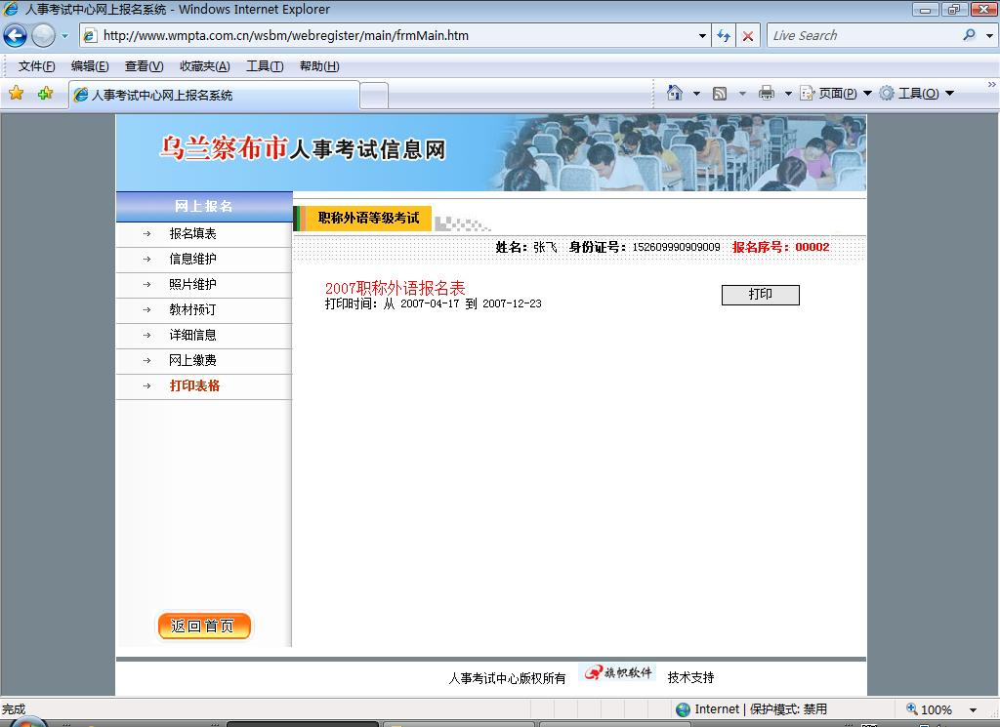 人事考试中心网上报名系统 - Windows Internet Explorer
http://www.wmpta.com.cn/wsbm/webregister/main/frmMain.htm
Live Search
文件(F) 编辑(E) 查看(V) 收藏夹(A) 工具(T) 帮助(H)
人事考试中心网上报名系统
页面(P) 工具(O)
乌兰察布市人事考试信息网
网上报名
职称外语等级考试
报名填表
姓名：张飞 身份证号：152609990909009 报名序号：00002
信息维护
照片维护
2007职称外语报名表
打印
打印时间：从 2007-04-17 到 2007-12-23
教材预订
详细信息
网上缴费
打印表格
返回首页
人事考试中心版权所有 旗帜软件 技术支持
完成
Internet | 保护模式: 禁用
100%